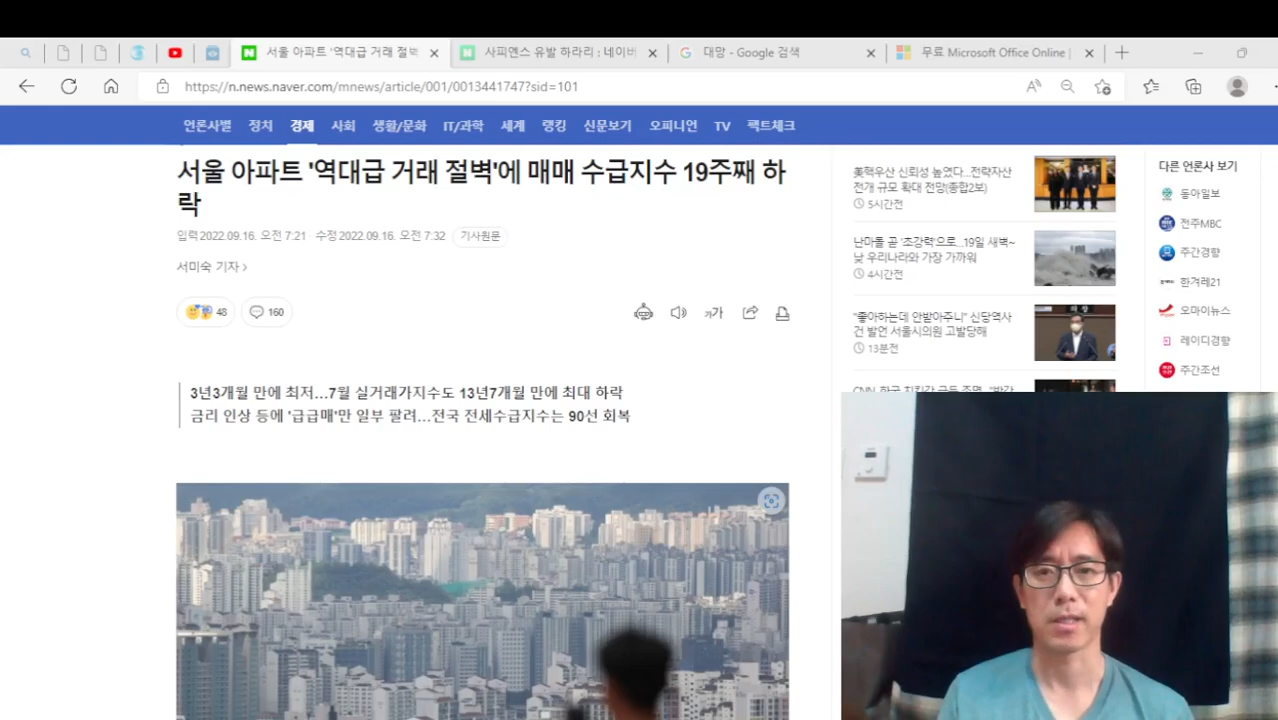 서울 아파트 '역대급 거래 절벽
사피엔스 유발 하라리 : 네이버
대망 - Google 검색
무료 Microsoft Office Online |
https://n.news.naver.com/mnews/article/001/0013441747?sid=101
언론사별 정치 경제 사회 생활/문화 IT/과학 세계 랭킹 신문보기 오피니언 TV 팩트체크
서울 아파트 '역대급 거래 절벽'에 매매 수급지수 19주째 하
락
입력 2022.09.16. 오전 7:21 수정 2022.09.16. 오전 7:32 기사원문
서미숙 기자
48 160
가가
3년3개월 만에 최저…7월 실거래가지수도 13년7개월 만에 최대 하락
금리 인상 등에 '급급매'만 일부 팔려…전국 전세수급지수는 90선 회복
美핵우산 신뢰성 높였다…전략자산
전개 규모 확대 전망(종합2보)
5시간전
난마돌 곧 '초강력'으로…19일 새벽~
낮 우리나라와 가장 가까워
4시간전
"좋아하는데 안받아주니" 신당역사
건 발언 서울시의원 고발당해
13분전
다른 언론사 보기
동아일보
전주MBC
주간경향
한겨레21
오마이뉴스
레이디경향
주간조선